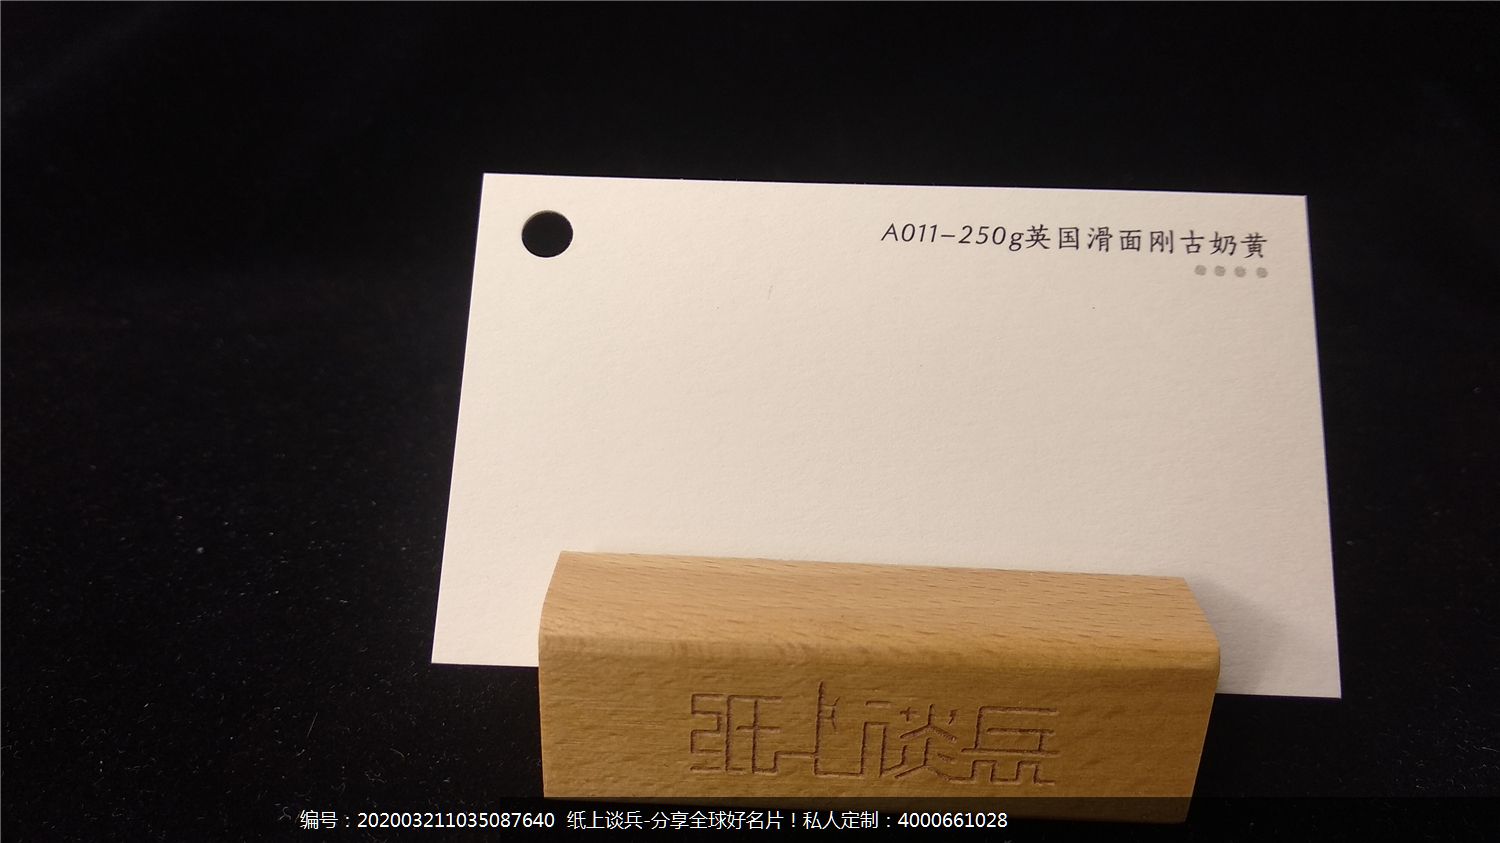 A011-250g英国滑面刚古奶黄
纸上谈兵
编号：202003211035087640 纸上谈兵-分享全球好名片！私人定制：4000661028